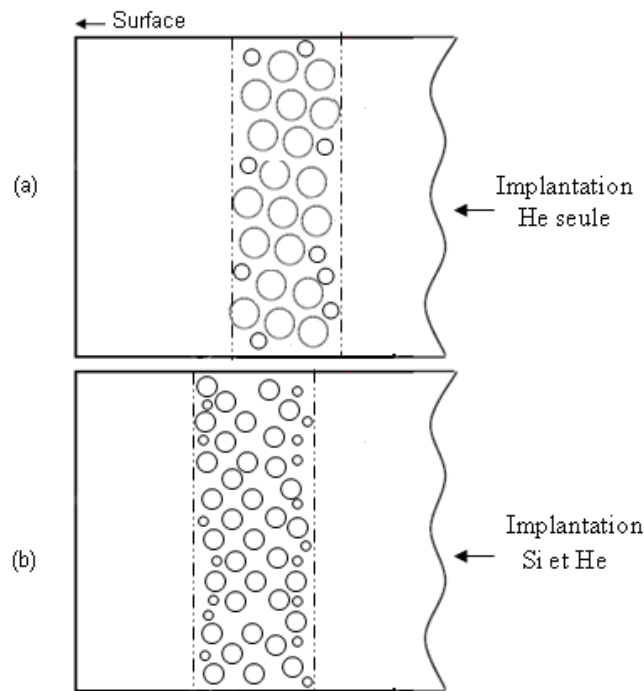 ← Surface
(a)
Implantation
He seule
(b)
Implantation
Si et He